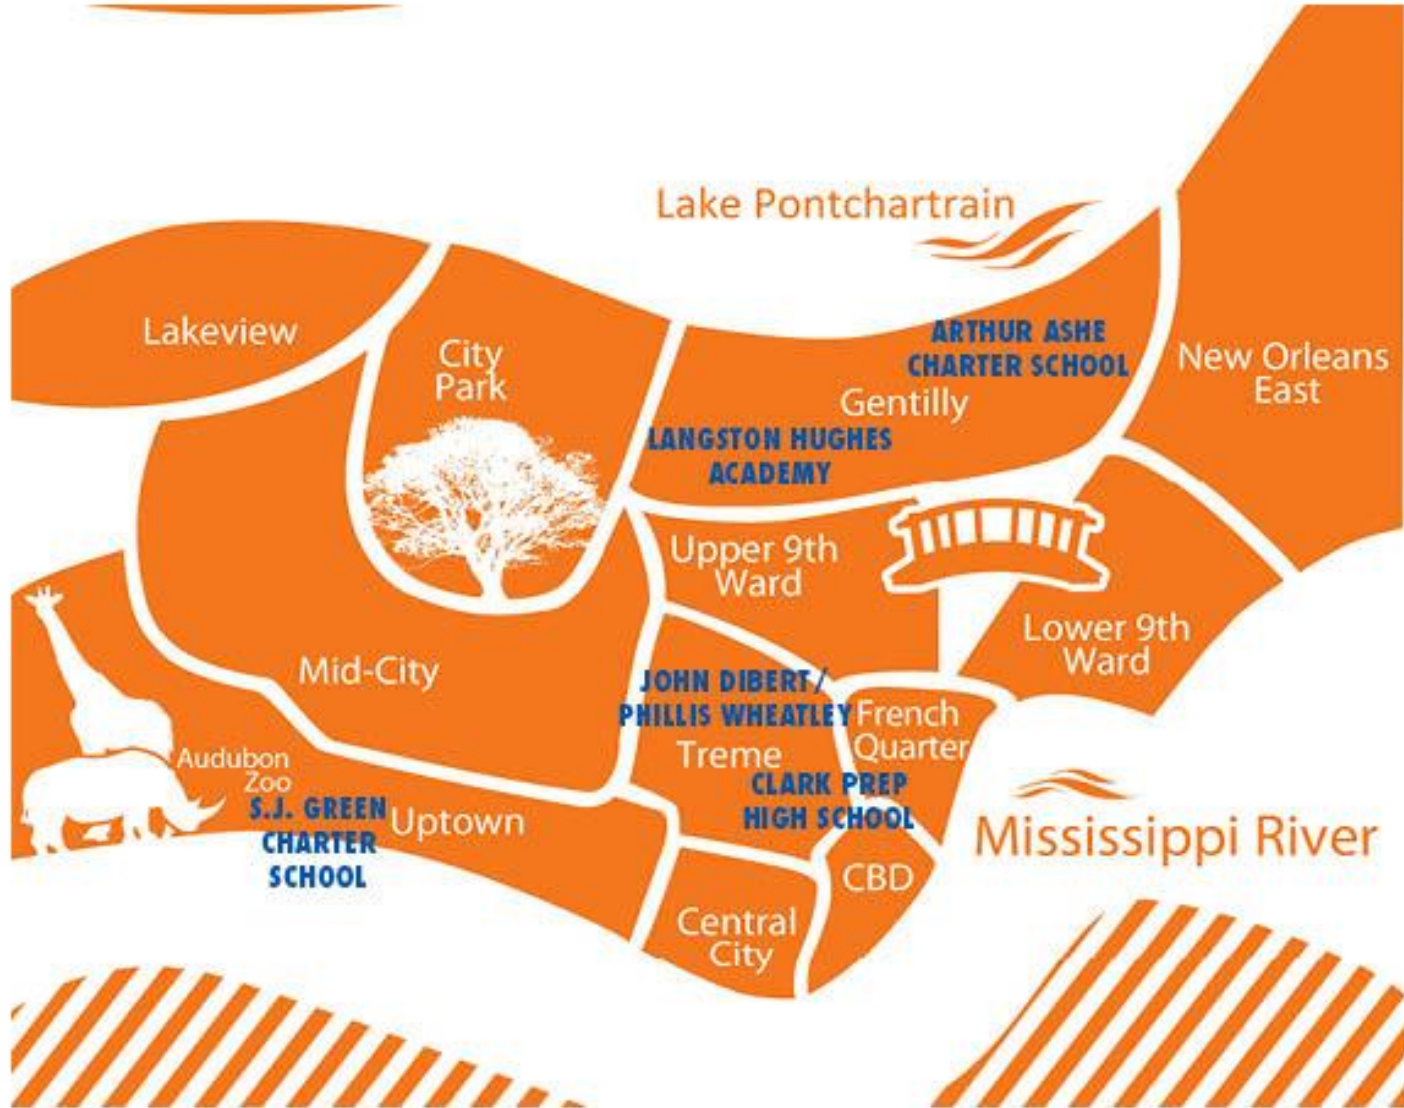 Lake Pontchartrain
Lakeview
City
Park
ARTHUR ASHE
CHARTER SCHOOL
Gentilly
New Orleans
East
LANGSTON HUGHES
ACADEMY
Upper 9th
Ward
Lower 9th
Ward
Mid-City
JOHN DIBERT/
PHILLIS WHEATLEY
Treme
French
Quarter
Audubon
Zoo
S.J. GREEN
CHARTER
SCHOOL
Uptown
CLARK PREP
HIGH SCHOOL
Mississippi River
CBD
Central
City